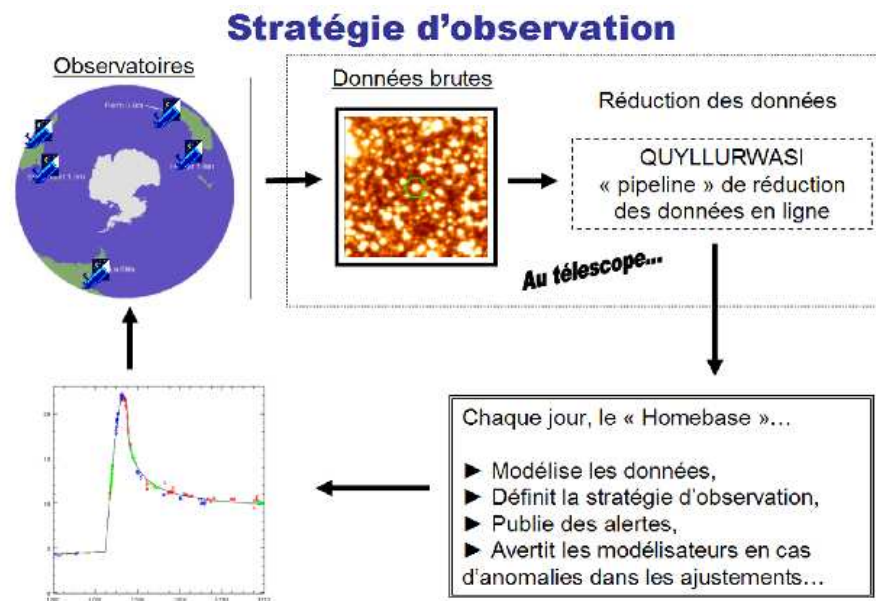 Stratégie d'observation
Observatoires
Données brutes
Réduction des données
QUYLLURWASI
« pipeline » de réduction
des données en ligne
Au télescope...
Chaque jour, le « Homebase »...
► Modélise les données,
► Définit la stratégie d'observation,
► Publie des alertes,
► Avertit les modélisateurs en cas
d'anomalies dans les ajustements...